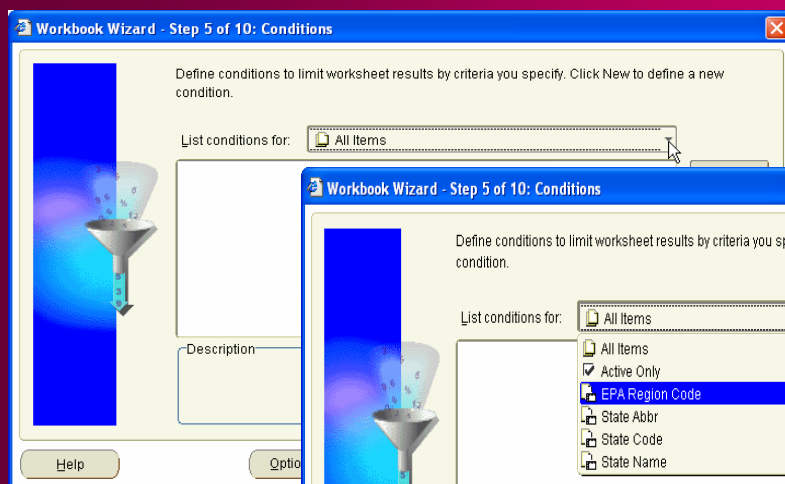 Workbook Wizard - Step 5 of 10: Conditions
Define conditions to limit worksheet results by criteria you specify. Click New to define a new
condition.
List conditions for: All Items
Description
Help
Workbook Wizard - Step 5 of 10: Conditions
Define conditions to limit worksheet results by criteria you
condition.
List conditions for: All Items
All Items
Active Only
EPA Region Code
State Abbr
State Code
State Name